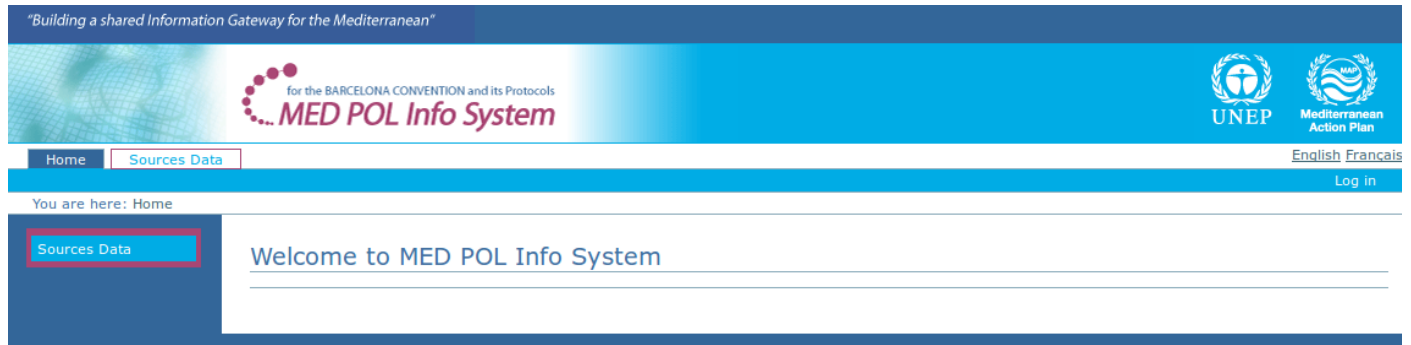 "Building a shared Information Gateway for the Mediterranean"
for the BARCELONA CONVENTION and its Protocols
MED POL Info System
UNEP
MAP
Mediterranean
Action Plan
Home Sources Data
English Français
Log in
You are here: Home
Sources Data
Welcome to MED POL Info System